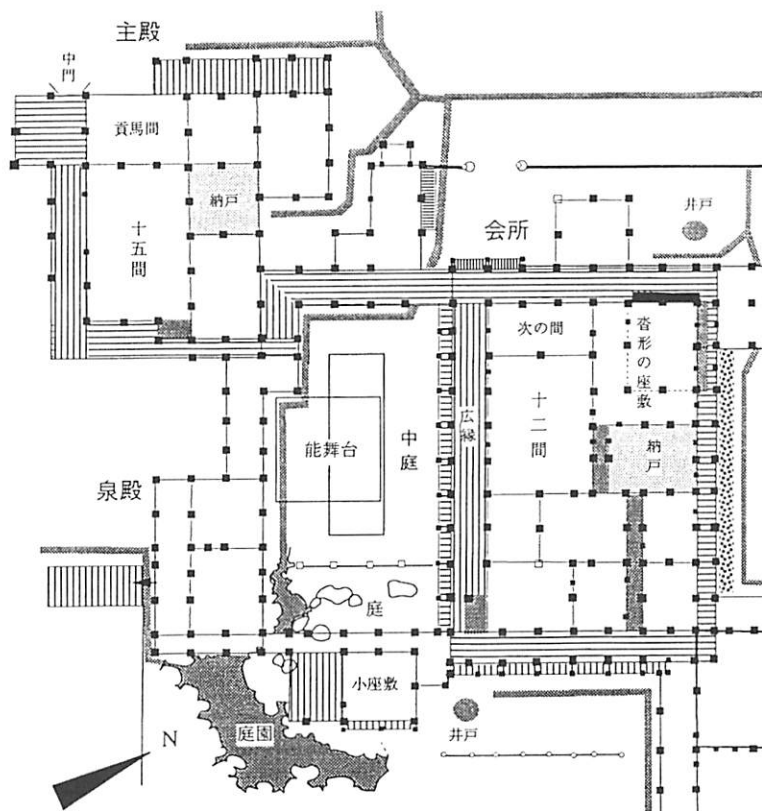 主殿
中門
貢馬間
納戸
十五間
会所
井戸
次の間
沓形の座敷
広縁
十二間
納戸
能舞台
中庭
泉殿
庭
小座敷
庭園
井戸
N